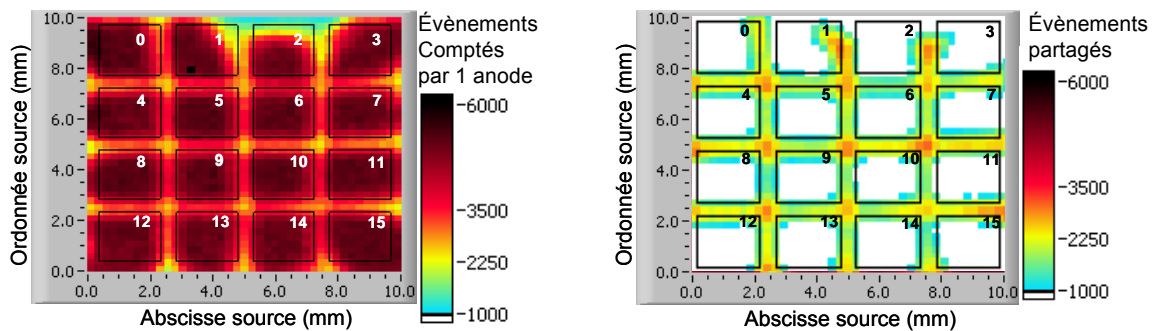 Ordonnée source (mm)
10.0
8.0
6.0
4.0
2.0
0.0
0 1 2 3
4 5 6 7
8 9 10 11
12 13 14 15
0.0 2.0 4.0 6.0 8.0 10.0
Abscisse source (mm)
Évènements
Comptés
par 1 anode
6000
3500
2250
1000
Ordonnée source (mm)
10.0
8.0
6.0
4.0
2.0
0.0
0 1 2 3
4 5 6 7
8 9 10 11
12 13 14 15
0.0 2.0 4.0 6.0 8.0 10.0
Abscisse source (mm)
Évènements
partagés
6000
3500
2250
1000